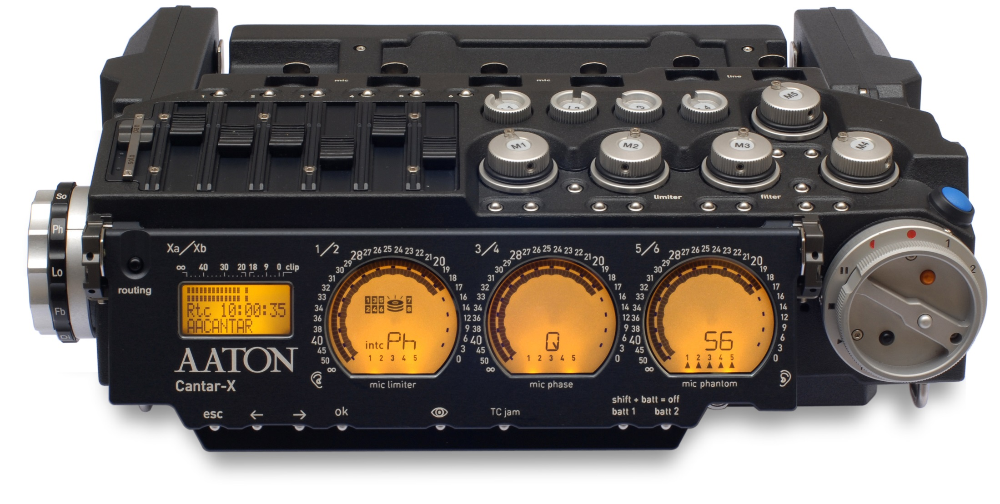 mic
mic
line
1 2 3 4 5 6
pan
solo
M5
M1
M2
M3
M4
limiter
filter
So
Ph
Lo
Fb
Di
routing
Xa/Xb
∞ 40 30 20 18 9 0 clip
Rtc 10:00:35
AACANTAR
AATON
Cantar-X
1/2
∞ 50 45 40 38 36 34 33 32 31 30 29 28 27 26 25 24 23 22 21 20 19 18 17 16 14 12 9 6 3 0
1 3 5 7
2 4 6 8
intc Ph
1 2 3 4 5
mic limiter
3/4
∞ 50 45 40 38 36 34 33 32 31 30 29 28 27 26 25 24 23 22 21 20 19 18 17 16 14 12 9 6 3 0
Q
1 2 3 4 5
mic phase
5/6
∞ 50 45 40 38 36 34 33 32 31 30 29 28 27 26 25 24 23 22 21 20 19 18 17 16 14 12 9 6 3 0
S6
1 2 3 4 5
mic phantom
1
2
esc ← → ok
TC jam
shift + batt = off
batt 1 batt 2